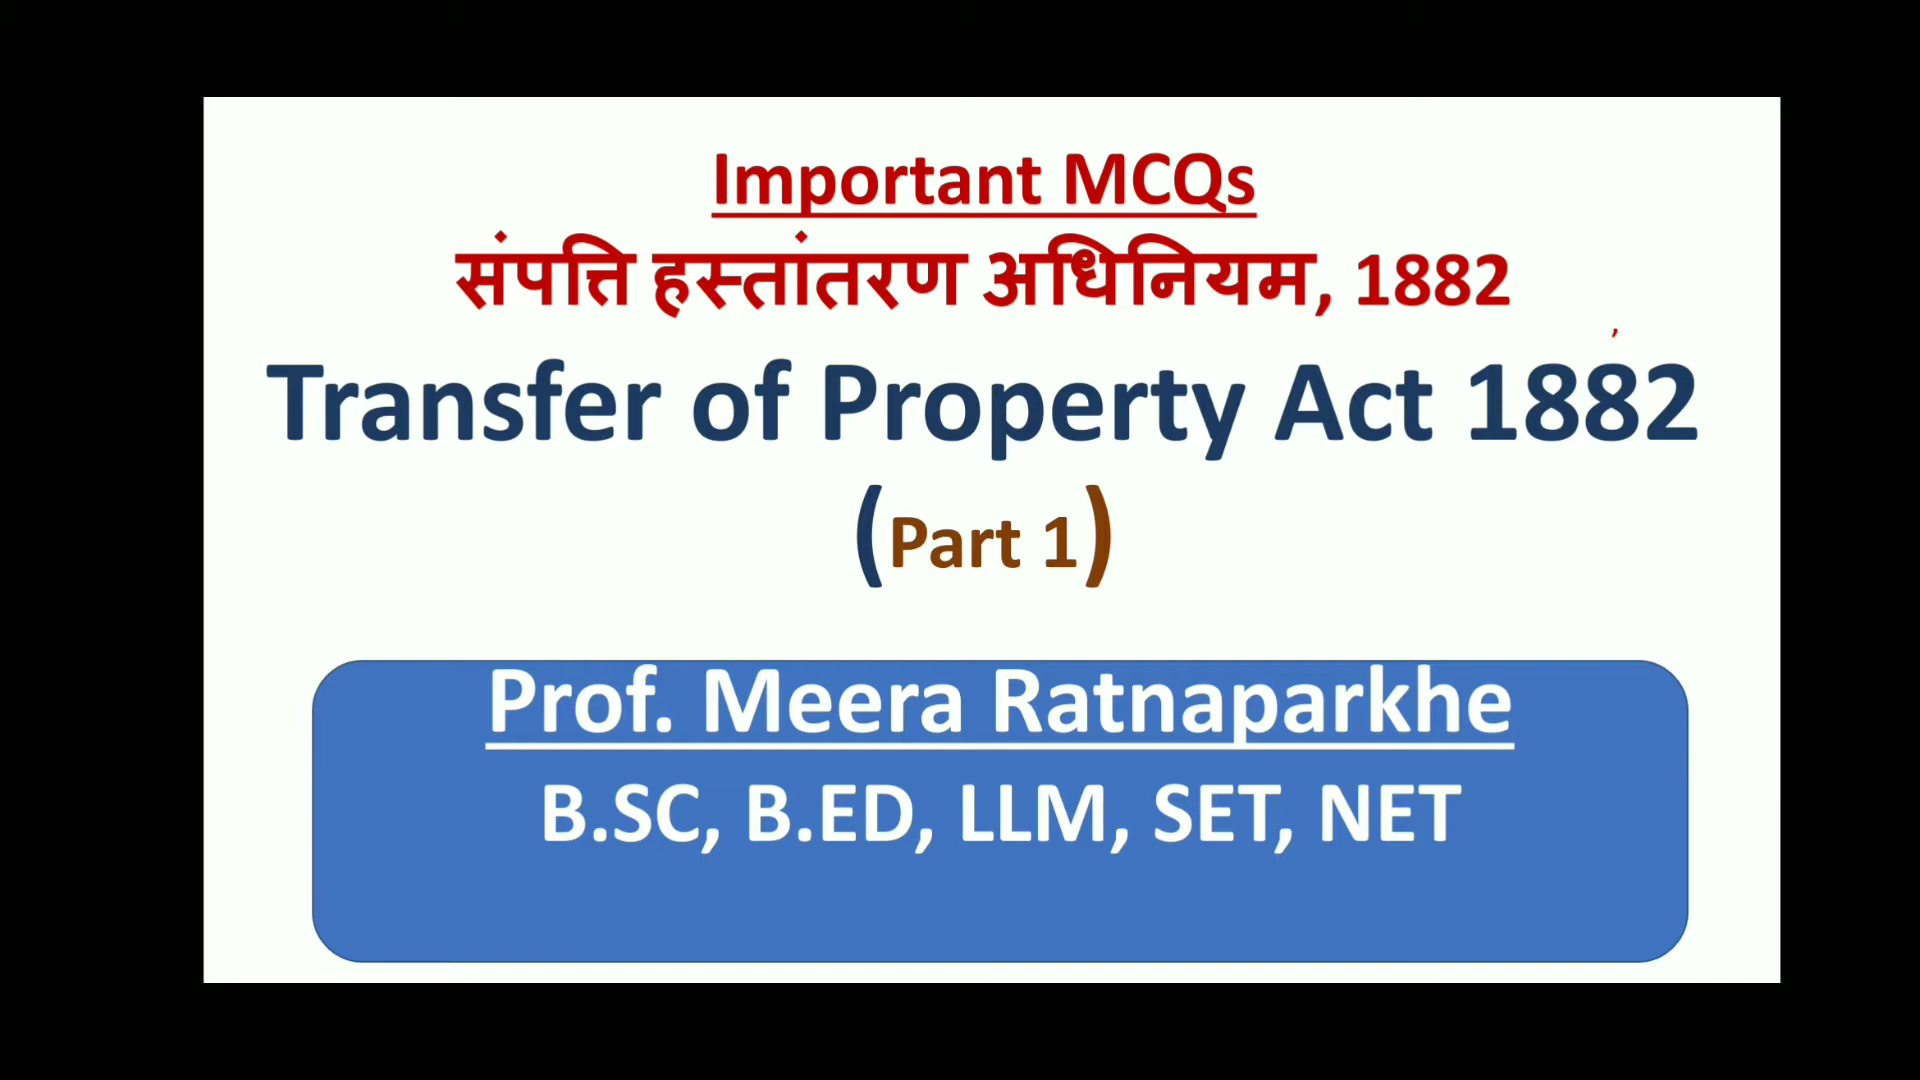 Important MCQs
संपत्ति हस्तांतरण अधिनियम, 1882
,
Transfer of Property Act 1882
(Part 1)
Prof. Meera Ratnaparkhe
B.SC, B.ED, LLM, SET, NET